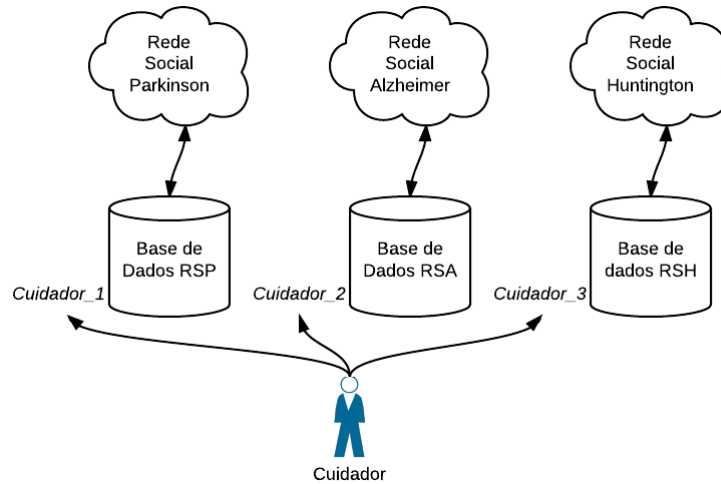 Rede
Social
Parkinson
Rede
Social
Alzheimer
Rede
Social
Huntington
Base de
Dados RSP
Base de
Dados RSA
Base de
dados RSH
Cuidador_1
Cuidador_2
Cuidador_3
Cuidador